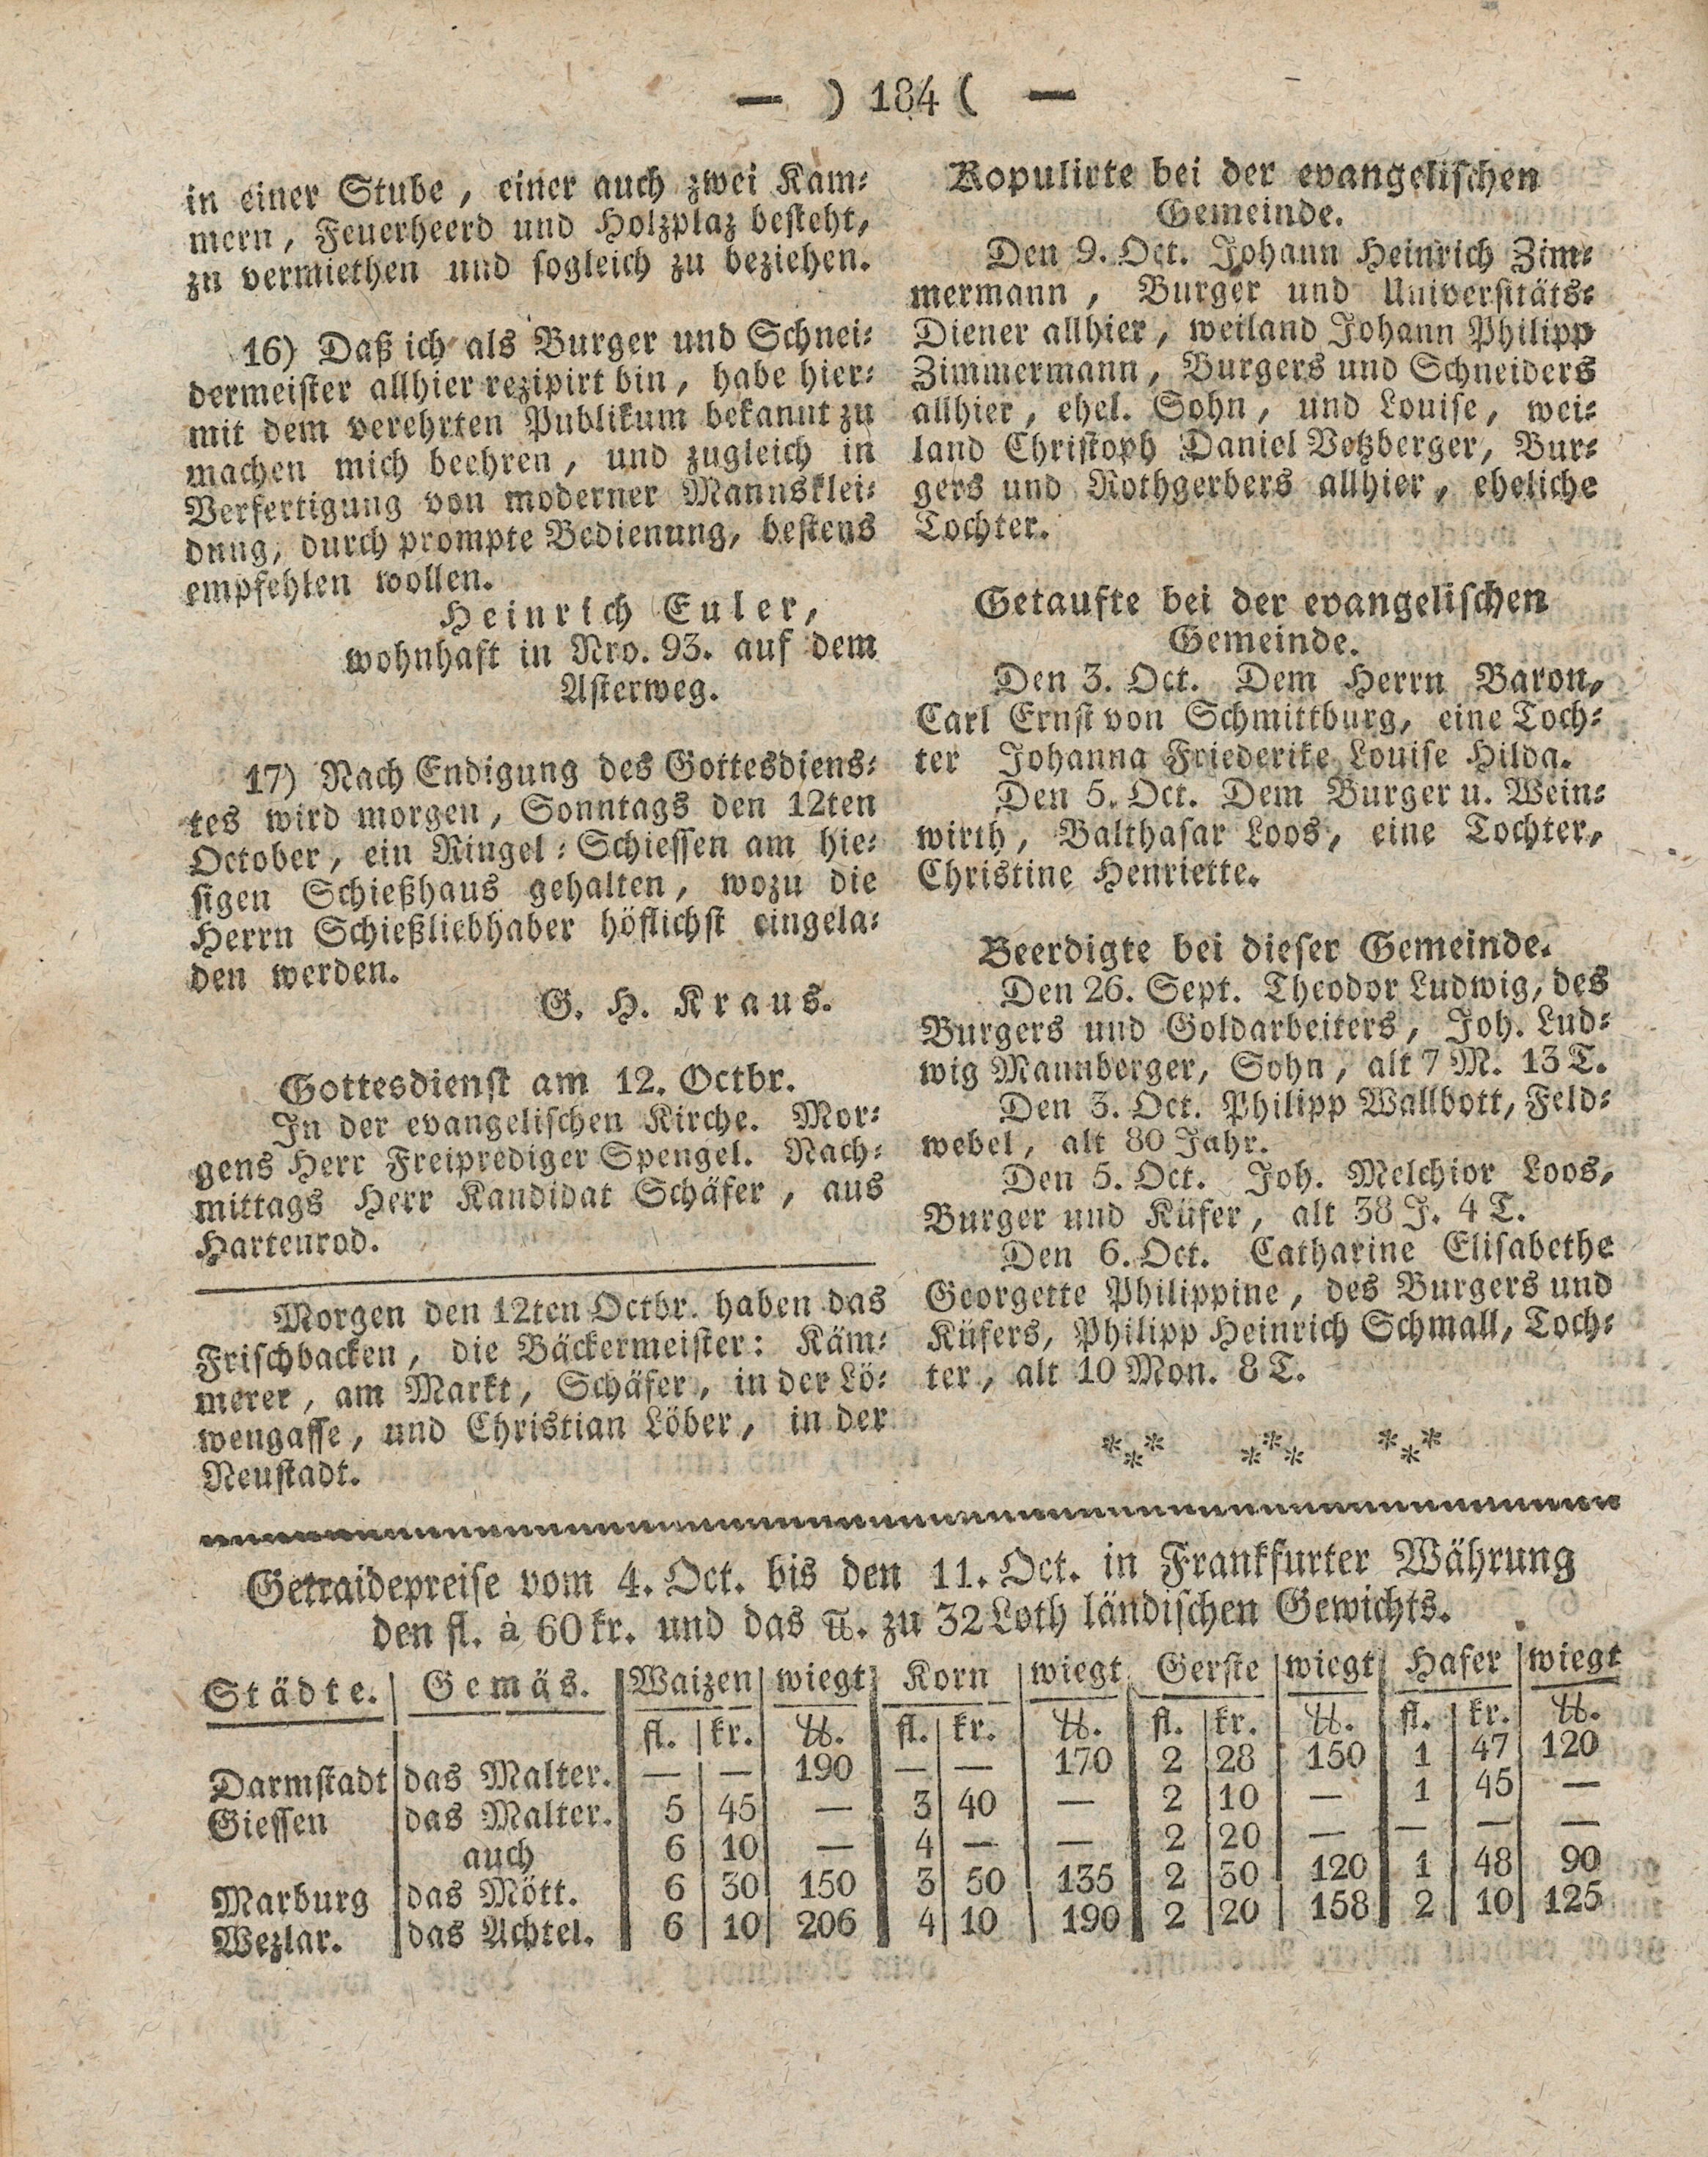 — ) 184 ( —
in einer Stube, einer auch zwei Kam-
mern, Feuerheerd und Holzplaz besteht,
zu vermiethen und sogleich zu beziehen.
16) Daß ich als Burger und Schnei-
dermeister allhier rezipirt bin, habe hier-
mit dem verehrten Publikum bekannt zu
machen mich beehren, und zugleich in
Verfertigung von moderner Mannsklei-
dung, durch prompte Bedienung, bestens
empfehlen wollen.
Heinrich Euler,
wohnhaft in Nro. 93. auf dem
Asterweg.
17) Nach Endigung des Gottesdiens-
tes wird morgen, Sonntags den 12ten
October, ein Ringel-Schiessen am hie-
sigen Schießhaus gehalten, wozu die
Herrn Schießliebhaber höflichst eingela-
den werden.
G. H. Kraus.
Gottesdienst am 12. Octbr.
In der evangelischen Kirche. Mor-
gens Herr Freiprediger Spengel. Nach-
mittags Herr Kandidat Schäfer, aus
Hartenrod.
Morgen den 12ten Octbr. haben das
Frischbacken, die Bäckermeister: Käm-
merer, am Markt, Schäfer, in der Lö-
wengasse, und Christian Löber, in der
Neustadt.
Kopulirte bei der evangelischen
Gemeinde.
Den 9. Oct. Johann Heinrich Zim-
mermann, Burger und Universitäts-
Diener allhier, weiland Johann Philipp
Zimmermann, Burgers und Schneiders
allhier, ehel. Sohn, und Louise, wei-
land Christoph Daniel Vetzberger, Bur-
gers und Rothgerbers allhier, eheliche
Tochter.
Getaufte bei der evangelischen
Gemeinde.
Den 3. Oct. Dem Herrn Baron,
Carl Ernst von Schmittburg, eine Toch-
ter Johanna Friederike Louise Hilda.
Den 5. Oct. Dem Burger u. Wein-
wirth, Balthasar Loos, eine Tochter,
Christine Henriette.
Beerdigte bei dieser Gemeinde.
Den 26. Sept. Theodor Ludwig, des
Burgers und Goldarbeiters, Joh. Lud-
wig Mannberger, Sohn, alt 7 M. 13 T.
Den 3. Oct. Philipp Wallbott, Feld-
webel, alt 80 Jahr.
Den 5. Oct. Joh. Melchior Loos,
Burger und Küfer, alt 38 J. 4 T.
Den 6. Oct. Catharine Elisabethe
Georgette Philippine, des Burgers und
Küfers, Philipp Heinrich Schmall, Toch-
ter, alt 10 Mon. 8 T.
*** *** ***
Getraidepreise vom 4. Oct. bis den 11. Oct. in Frankfurter Währung
den fl. à 60 kr. und das ℔. zu 32 Loth ländischen Gewichts.
Städte. Gemäs. Waizen wiegt Korn wiegt Gerste wiegt Hafer wiegt
fl. kr. ℔. fl. kr. ℔. fl. kr. ℔. fl. kr. ℔.
Darmstadt das Malter. — — 190 — — 170 2 28 150 1 47 120
Giessen das Malter. 5 45 — 3 40 — 2 10 — 1 45 —
auch 6 10 — 4 — — 2 20 — — — —
Marburg das Mött. 6 30 150 3 50 135 2 30 120 1 48 90
Wezlar. das Achtel. 6 10 206 4 10 190 2 20 158 2 10 125